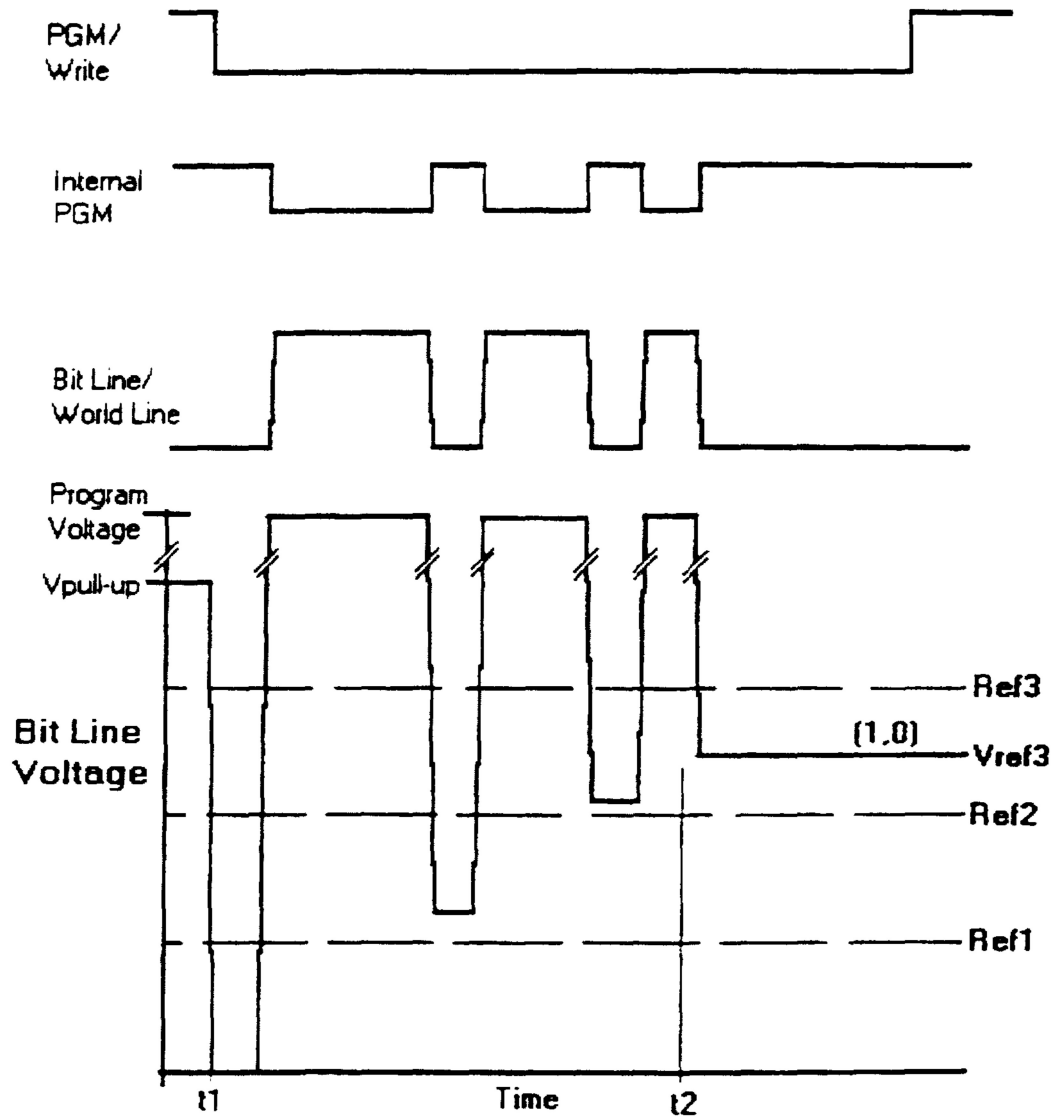 PGM/
Write
Internal
PGM
Bit Line/
World Line
Program
Voltage
Vpull-up
Ref3
Bit Line
Voltage
(1,0)
Vref3
Ref2
Ref1
t1
Time
t2